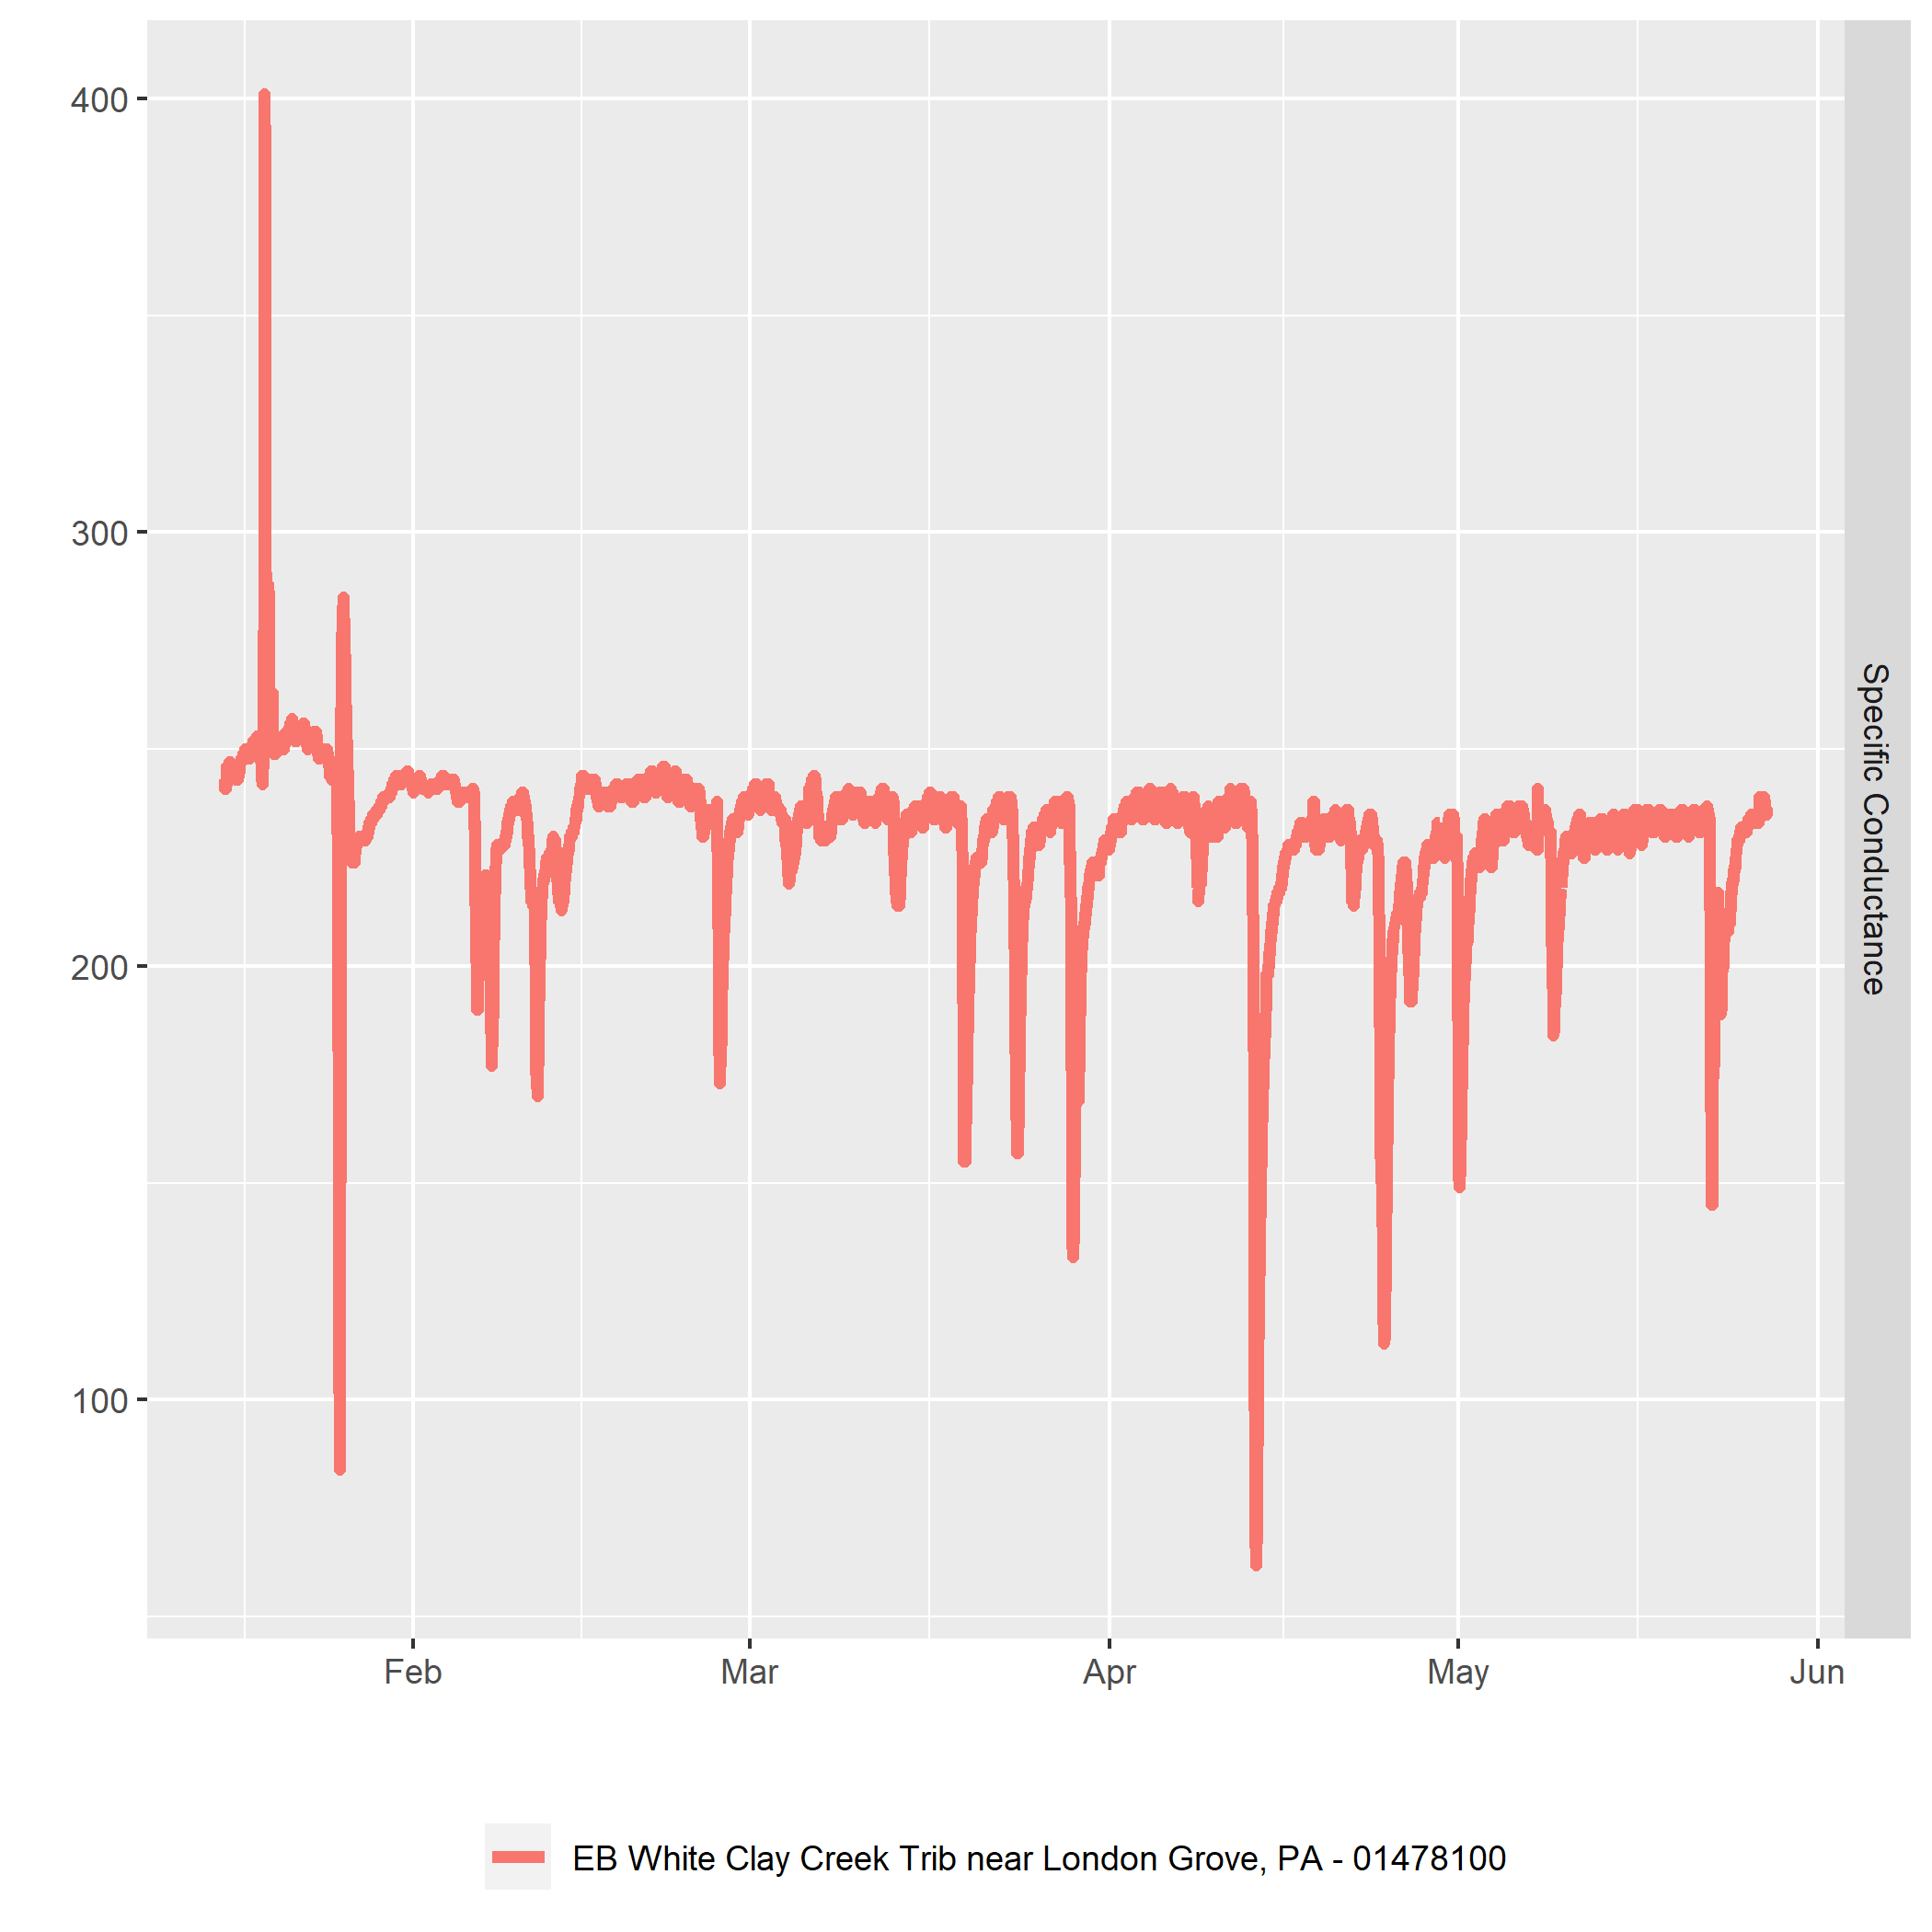 400
300
200
100
Specific Conductance
Feb Mar Apr May Jun
EB White Clay Creek Trib near London Grove, PA - 01478100